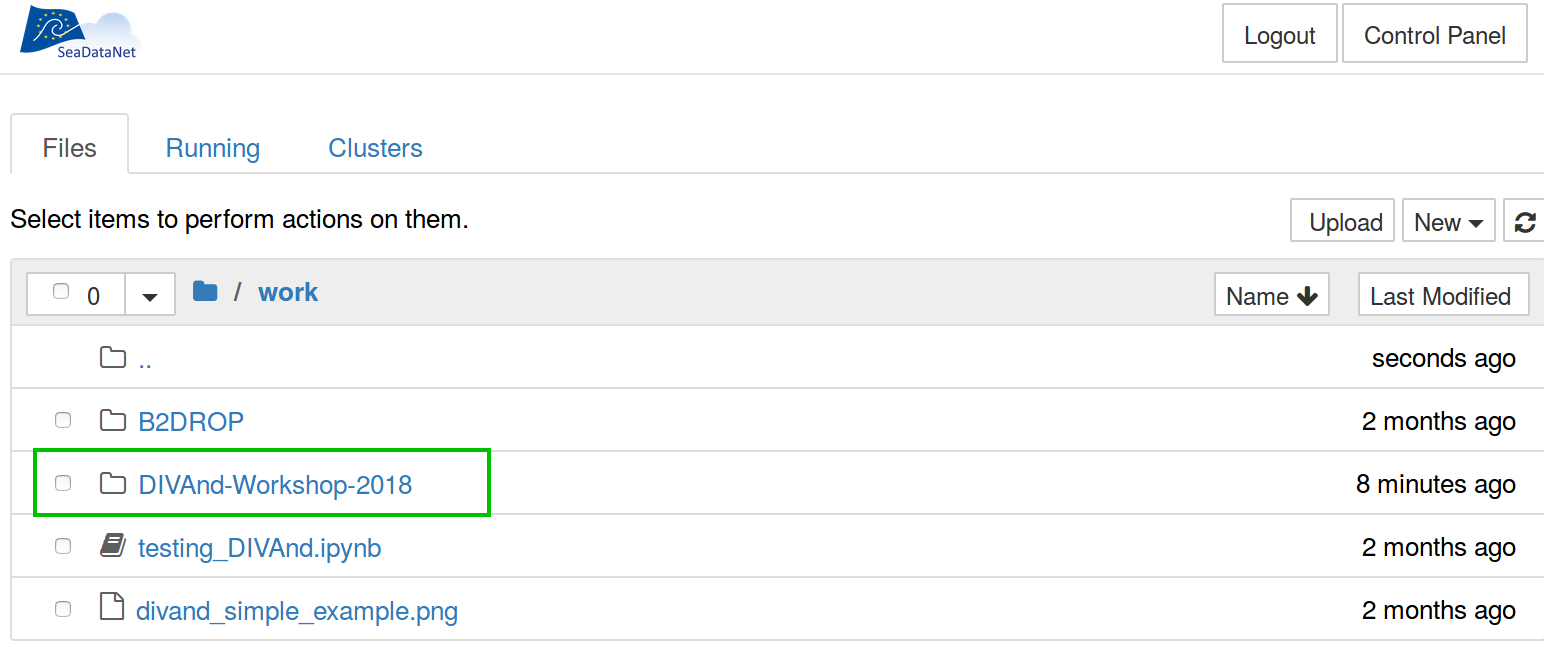 SeaDataNet
Logout Control Panel
Files Running Clusters
Select items to perform actions on them.
Upload New
0 / work Name Last Modified
.. seconds ago
B2DROP 2 months ago
DIVAnd-Workshop-2018 8 minutes ago
testing_DIVAnd.ipynb 2 months ago
divand_simple_example.png 2 months ago